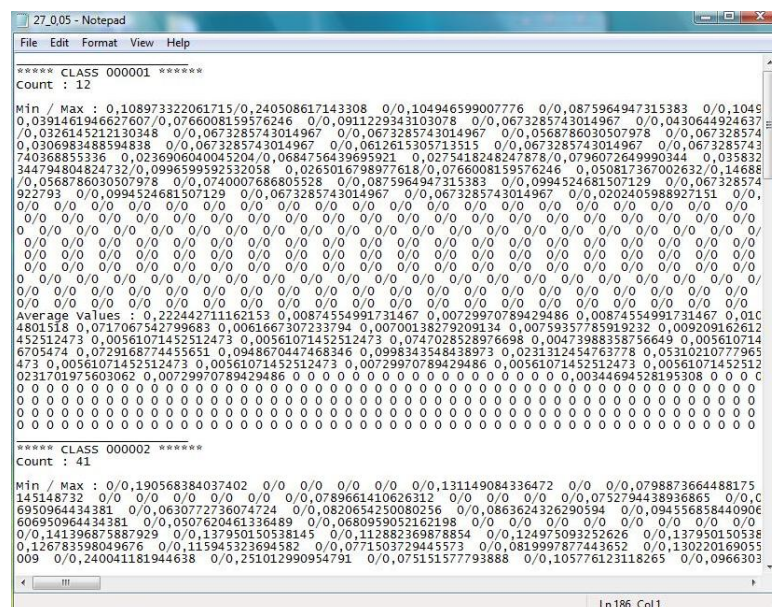 27_0,05 - Notepad
File Edit Format View Help
***** CLASS 000001 ******
Count : 12
Min / Max : 0,108973322061715/0,240508617143308 0/0,104946599007776 0/0,0875964947315383 0/0,1049
0,0391461946627607/0,0766008159576246 0/0,0911229343103078 0/0,0673285743014967 0/0,0430644924637
/0,0326145212130348 0/0,0673285743014967 0/0,0673285743014967 0/0,0568786030507978 0/0,067328574
0,0306983488594838 0/0,0673285743014967 0/0,0612615305713515 0/0,0673285743014967 0/0,0673285743
740368855336 0,0236906040045204/0,0684756439695921 0,0275418248247878/0,0796072649990344 0,035832
344794804824732/0,0996599592532058 0,0265016798977618/0,0766008159576246 0,050817367002632/0,14688
/0,0568786030507978 0/0,0740007686805528 0/0,0875964947315383 0/0,0994524681507129 0/0,067328574
922793 0/0,0994524681507129 0/0,0673285743014967 0/0,0673285743014967 0/0,0202405988927151 0/0,
0/0 0/0 0/0 0/0 0/0 0/0 0/0 0/0 0/0 0/0 0/0 0/0 0/0 0/0 0/0 0/0
0/0 0/0 0/0 0/0 0/0 0/0 0/0 0/0 0/0 0/0 0/0 0/0 0/0 0/0 0/0 0/0
0 0/0 0/0 0/0 0/0 0/0 0/0 0/0 0/0 0/0 0/0 0/0 0/0 0/0 0/0 0/0 0/
0/0 0/0 0/0 0/0 0/0 0/0 0/0 0/0 0/0 0/0 0/0 0/0 0/0 0/0 0/0 0/0
0/0 0/0 0/0 0/0 0/0 0/0 0/0 0/0 0/0 0/0 0/0 0/0 0/0 0/0 0/0 0/0
0/0 0/0 0/0 0/0 0/0 0/0 0/0 0/0 0/0 0/0 0/0 0/0 0/0 0/0 0/0 0/0
0 0/0 0/0 0/0 0/0 0/0 0/0 0/0 0/0 0/0 0/0 0/0 0/0 0/0 0/0 0/0 0/
0/0 0/0 0/0 0/0 0/0 0/0 0/0 0/0 0/0 0/0 0/0 0/0 0/0 0/0 0/0 0/0
0/0 0/0 0/0 0/0 0/0 0/0 0/0 0/0 0/0 0/0 0/0 0/0 0/0 0/0 0/0 0/0
Average Values : 0,222442711162153 0,00874554991731467 0,00729970789429486 0,00874554991731467 0,010
4801518 0,0717067542799683 0,0061667307233794 0,00700138279209134 0,00759357785919232 0,009209162612
452512473 0,00561071452512473 0,00561071452512473 0,0747028528976698 0,00473988358756649 0,005610714
6705474 0,0729168774455651 0,0948670447468346 0,0998343548438973 0,0231312454763778 0,05310210777965
473 0,00561071452512473 0,00561071452512473 0,00729970789429486 0,00561071452512473 0,00561071452512
0231701975603062 0,00729970789429486 0 0 0 0 0 0 0 0 0 0 0 0 0 0 0 0,00344694528195308 0 0 0 0
0 0 0 0 0 0 0 0 0 0 0 0 0 0 0 0 0 0 0 0 0 0 0 0 0 0 0 0 0 0 0 0 0 0 0 0 0 0 0 0 0 0 0 0 0 0 0 0 0 0
0 0 0 0 0 0 0 0 0 0 0 0 0 0 0 0 0 0 0 0 0 0 0 0 0 0 0 0 0 0 0 0 0 0 0 0 0 0 0 0 0 0 0 0 0 0 0 0 0 0
0 0 0 0 0 0 0 0 0 0 0 0 0 0 0 0 0 0 0 0 0 0 0 0 0 0 0 0 0 0 0 0 0 0 0 0 0 0 0 0 0 0 0 0 0 0 0 0 0 0
0 0 0 0 0 0 0 0 0 0 0 0 0 0 0 0 0 0 0 0 0 0 0 0 0 0 0 0 0 0 0 0 0 0 0 0 0 0 0 0 0 0 0 0 0 0 0 0 0 0
***** CLASS 000002 ******
Count : 41
Min / Max : 0/0,190568384037402 0/0 0/0 0/0 0/0 0/0,131149084336472 0/0 0/0 0/0,0798873664488175
145148732 0/0 0/0 0/0 0/0 0/0 0/0,0789661410626312 0/0 0/0 0/0 0/0,0752794438936865 0/0,0
6950964434381 0/0,0630772736074724 0/0,0820654250080256 0/0,0863624326290594 0/0,094556858440906
606950964434381 0/0,0507620461336489 0/0,0680959052162198 0/0 0/0 0/0 0/0 0/0 0/0 0/0 0/0
0/0,141396875887929 0/0,137950150538145 0/0,112882369878854 0/0,124975093252626 0/0,137950150538
0/0,126783598049676 0/0,115945323694582 0/0,0771503729445573 0/0,0819997877443652 0/0,130220169055
009 0/0,240041181944638 0/0,251012990954791 0/0,075151577793888 0/0,105776123118265 0/0,0966303
Ln 186, Col 1